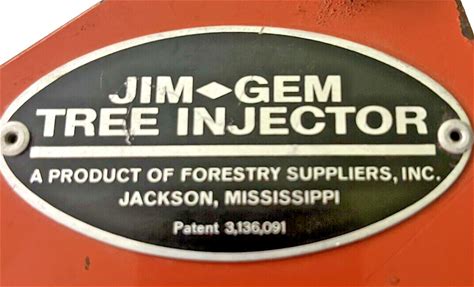 JIM◆GEM
TREE INJECTOR
A PRODUCT OF FORESTRY SUPPLIERS, INC.
JACKSON, MISSISSIPPI
Patent 3,136,091